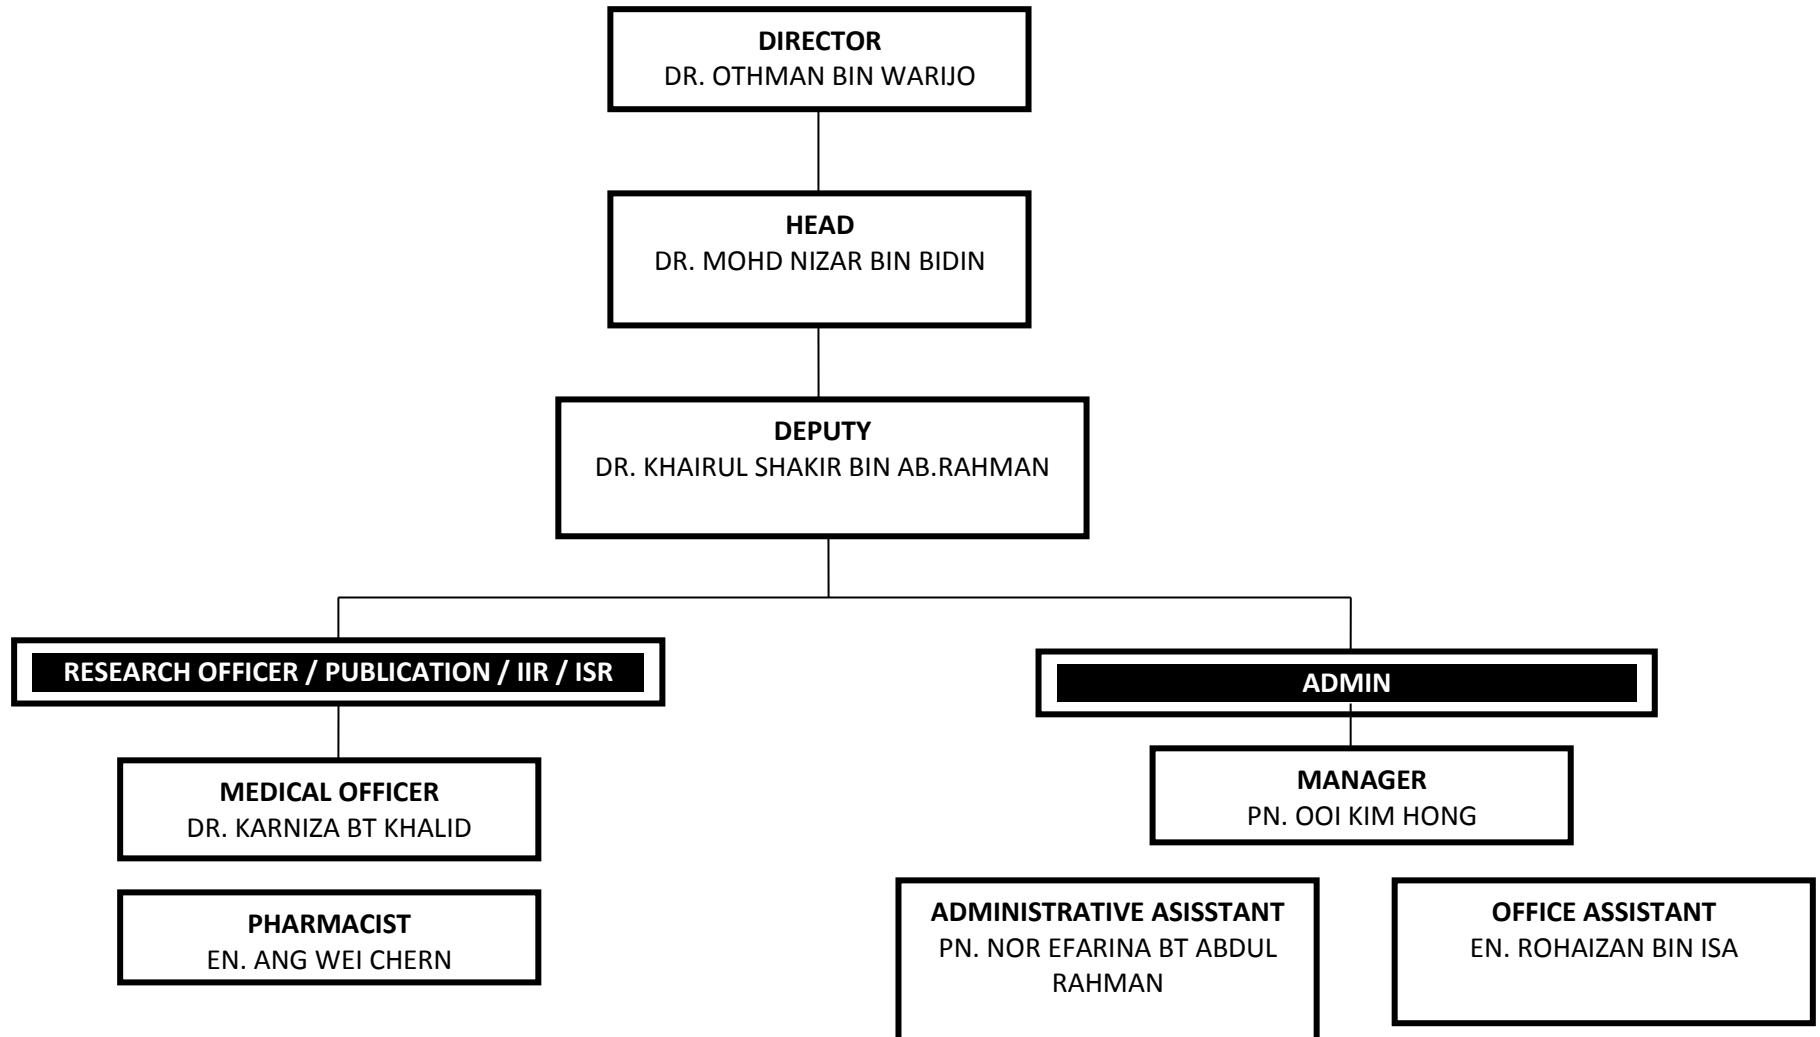 DIRECTOR
DR. OTHMAN BIN WARIJO
HEAD
DR. MOHD NIZAR BIN BIDIN
DEPUTY
DR. KHAIRUL SHAKIR BIN AB.RAHMAN
RESEARCH OFFICER / PUBLICATION / IIR / ISR
ADMIN
MEDICAL OFFICER
DR. KARNIZA BT KHALID
MANAGER
PN. OOI KIM HONG
PHARMACIST
EN. ANG WEI CHERN
ADMINISTRATIVE ASISSTANT
PN. NOR EFARINA BT ABDUL
RAHMAN
OFFICE ASSISTANT
EN. ROHAIZAN BIN ISA